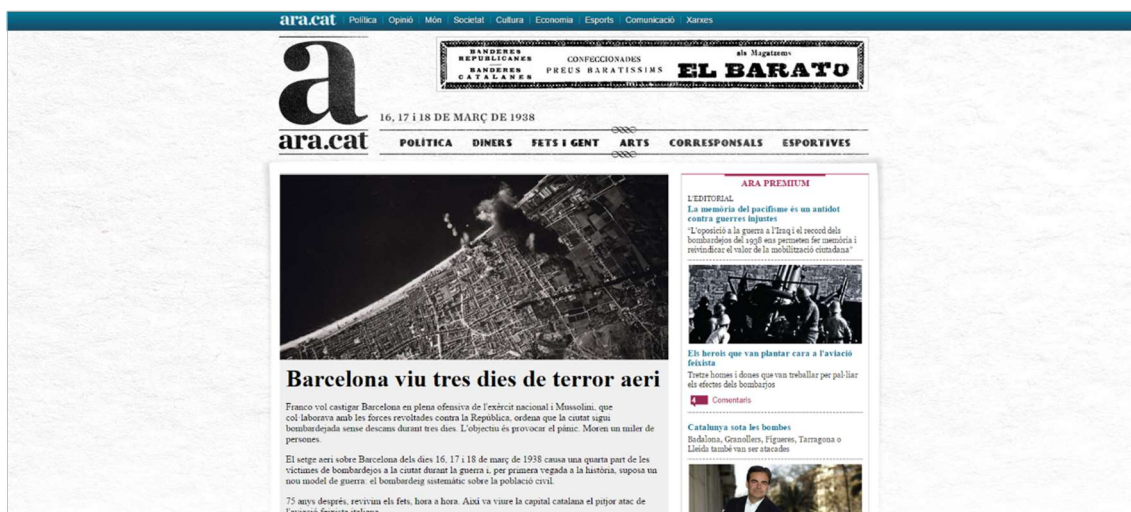 ara.cat Política Opinió Món Societat Cultura Economia Esports Comunicació Xarxes
a
ara.cat
BANDERES
REPUBLICANES
BANDERES
CATALANES
CONFECCIONADES
PREUS BARATISSIMS
als Magatzems
EL BARATO
16, 17 i 18 DE MARÇ DE 1938
POLÍTICA DINERS FETS I GENT ARTS CORRESPONSALS ESPORTIVES
Barcelona viu tres dies de terror aeri
Franco vol castigar Barcelona en plena ofensiva de l'exèrcit nacional i Mussolini, que
col·laborava amb les forces revoltades contra la República, ordena que la ciutat sigui
bombardejada sense descans durant tres dies. L'objectiu és provocar el pànic. Moren un miler de
persones.
El setge aeri sobre Barcelona dels dies 16, 17 i 18 de març de 1938 causa una quarta part de les
víctimes de bombardejos a la ciutat durant la guerra i, per primera vegada a la història, suposa un
nou model de guerra: el bombardeig sistemàtic sobre la població civil.
75 anys després, revivim els fets, hora a hora. Així va viure la capital catalana el pitjor atac de
l'aviació feixista italiana
ARA PREMIUM
L'EDITORIAL
La memòria del pacifisme és un antídot
contra guerres injustes
"L'oposició a la guerra a l'Iraq i el record dels
bombardejos del 1938 ens permeten fer memòria i
reivindicar el valor de la mobilització ciutadana"
Els herois que van plantar cara a l'aviació
feixista
Tretze homes i dones que van treballar per pal·liar
els efectes dels bombarjos
4 Comentaris
Catalunya sota les bombes
Badalona, Granollers, Figueres, Tarragona o
Lleida també van ser atacades